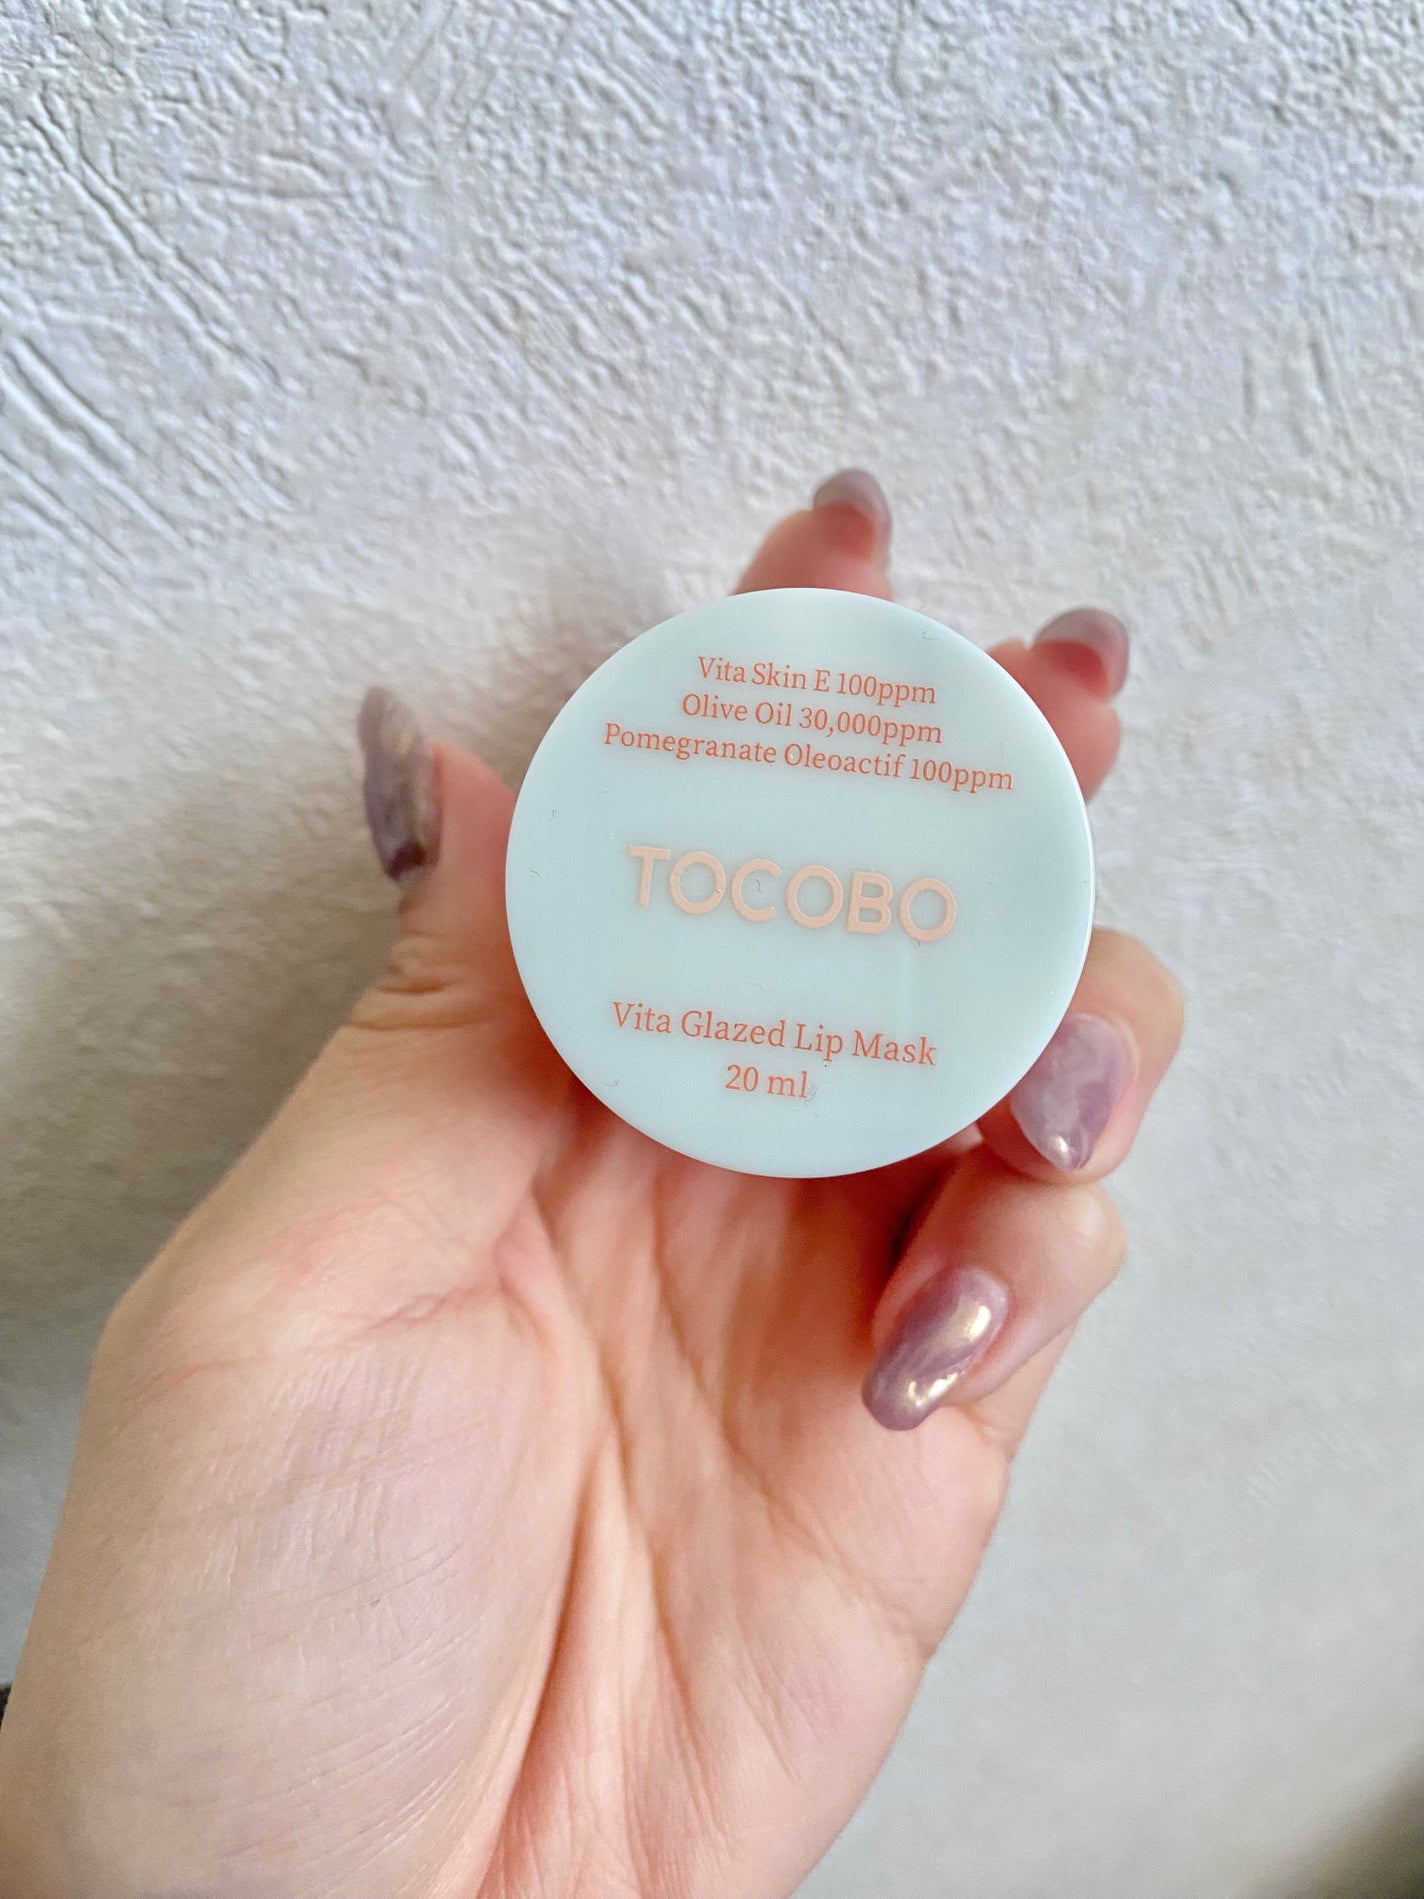 Vita Skin E 100ppm
Olive Oil 30,000ppm
Pomegranate Oleoactif 100ppm
TOCOBO
Vita Glazed Lip Mask
20 ml